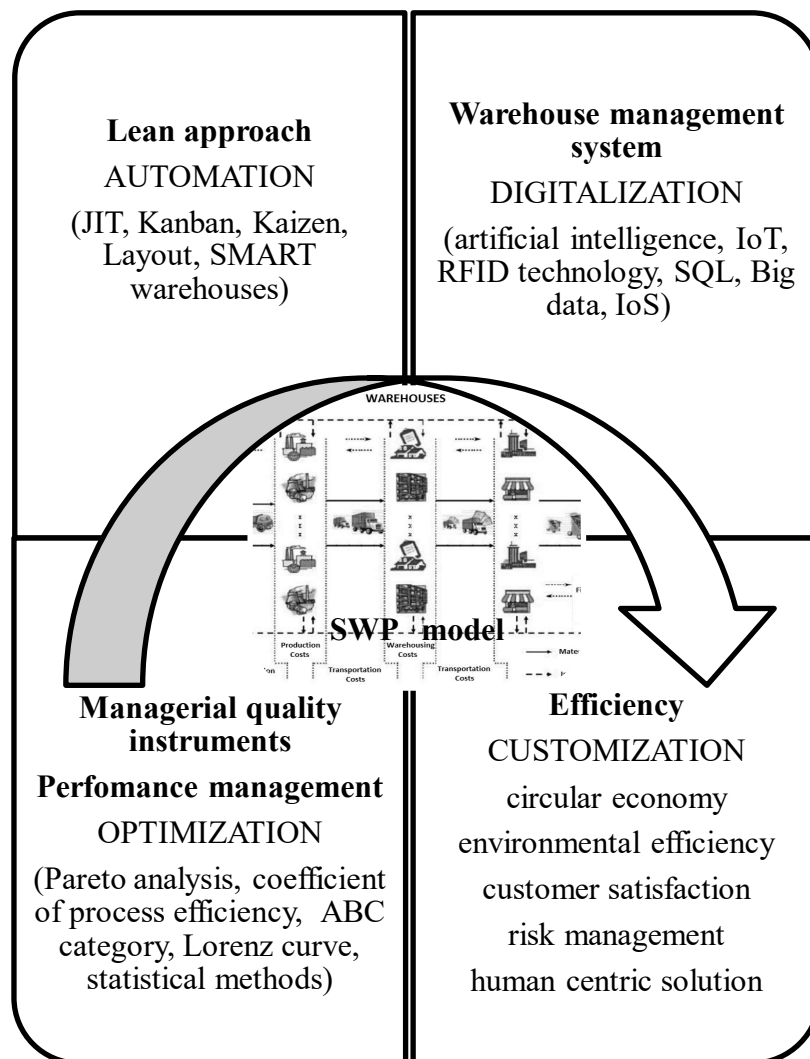 Lean approach
AUTOMATION
(JIT, Kanban, Kaizen,
Layout, SMART
warehouses)
Warehouse management
system
DIGITALIZATION
(artificial intelligence, IoT,
RFID technology, SQL, Big
data, IoS)
WAREHOUSES
SWP model
Production
Costs
Transportation
Costs
Warehousing
Costs
Transportation
Costs
Managerial quality
instruments
Perfomance management
OPTIMIZATION
(Pareto analysis, coefficient
of process efficiency, ABC
category, Lorenz curve,
statistical methods)
Efficiency
CUSTOMIZATION
circular economy
environmental efficiency
customer satisfaction
risk management
human centric solution